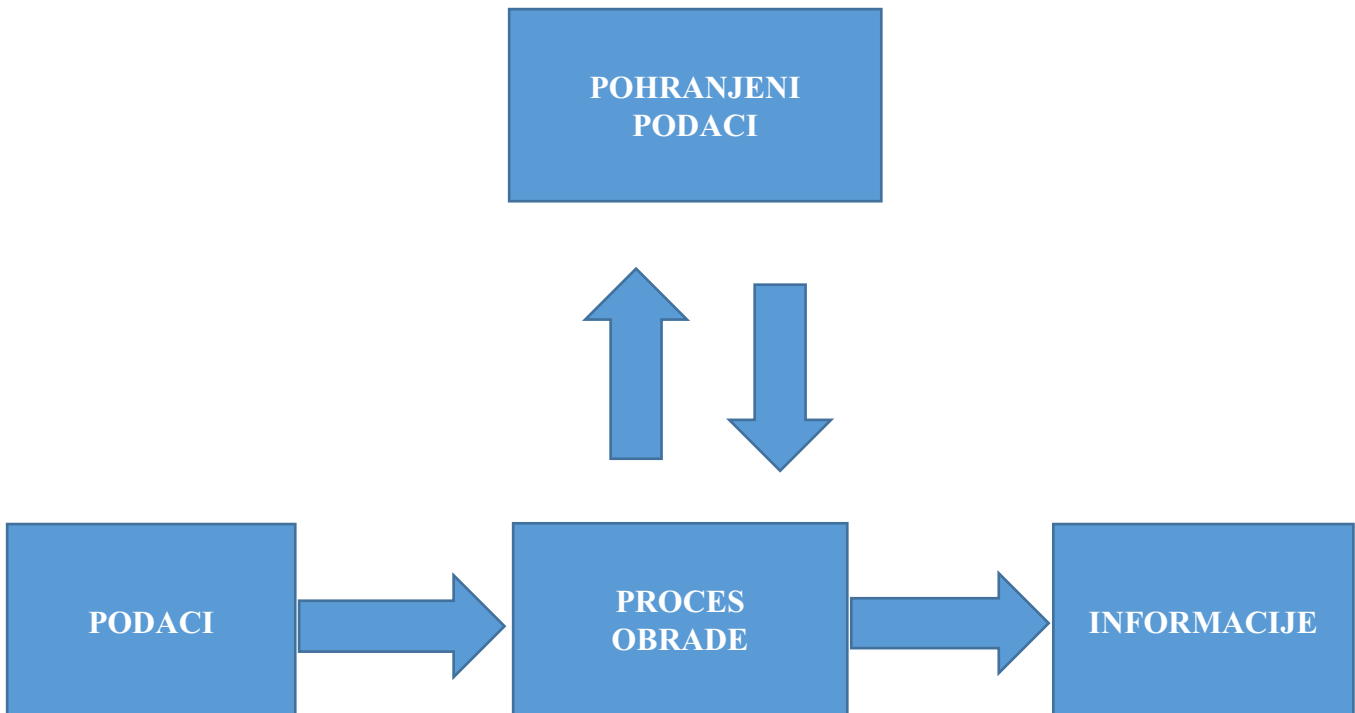 POHRANJENI
PODACI
PODACI
PROCES
OBRADE
INFORMACIJE